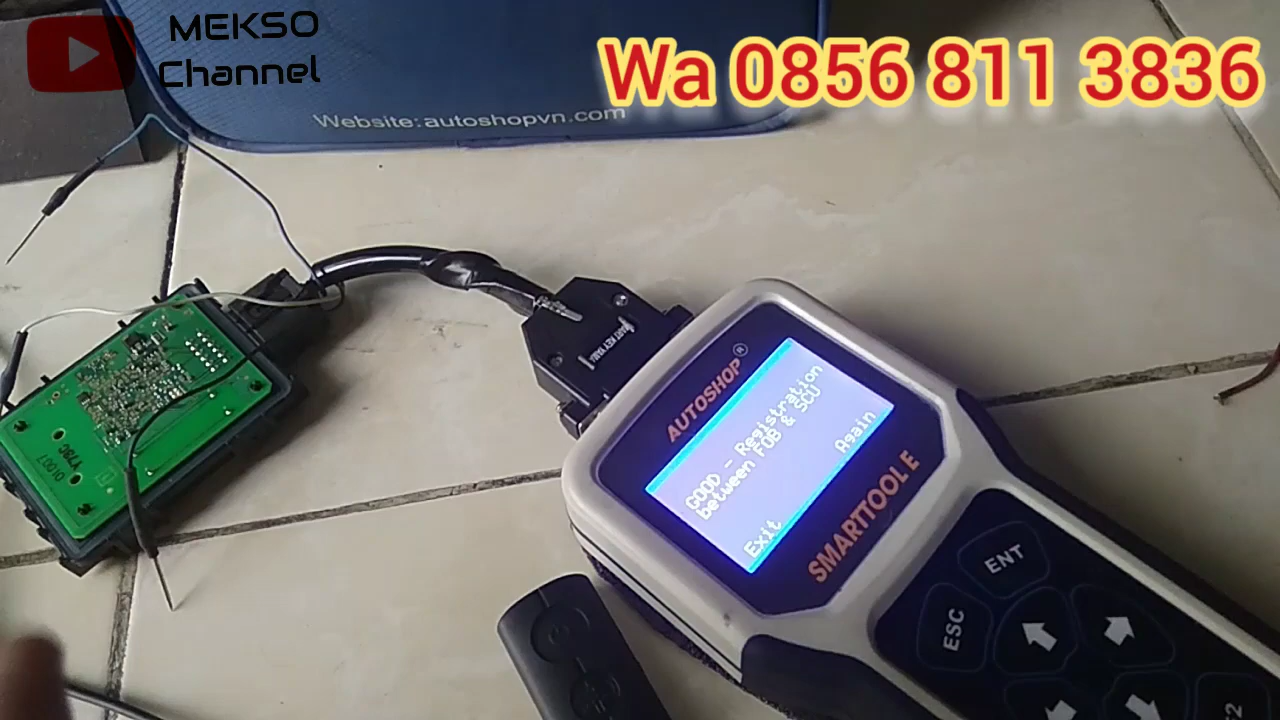 MEKSO
Channel
Wa 0856 811 3836
Website: autoshopvn.com
AUTOSHOP®
GOOD - Registration
between FOB & SCU
Exit
Again
SMARTTOOL E
ENT
ESC